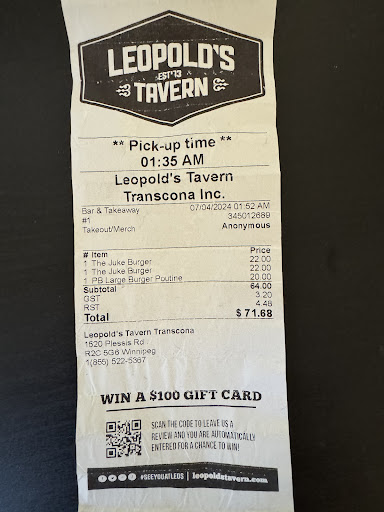 LEOPOLD'S
EST'13
TAVERN
** Pick-up time **
01:35 AM
Leopold's Tavern
Transcona Inc.
Bar & Takeaway 07/04/2024 01:52 AM
#1 345012689
Takeout/Merch Anonymous
# Item Price
1 The Juke Burger 22.00
1 The Juke Burger 22.00
1 PB Large Burger Poutine 20.00
Subtotal 64.00
GST 3.20
RST 4.48
Total $ 71.68
Leopold's Tavern Transcona
1520 Plessis Rd
R2C 5G6 Winnipeg
1(855) 522-5367
WIN A $100 GIFT CARD
SCAN THE CODE TO LEAVE US A
REVIEW AND YOU ARE AUTOMATICALLY
ENTERED FOR A CHANCE TO WIN!
#SEEYOUATLEOS | leopoldstavern.com